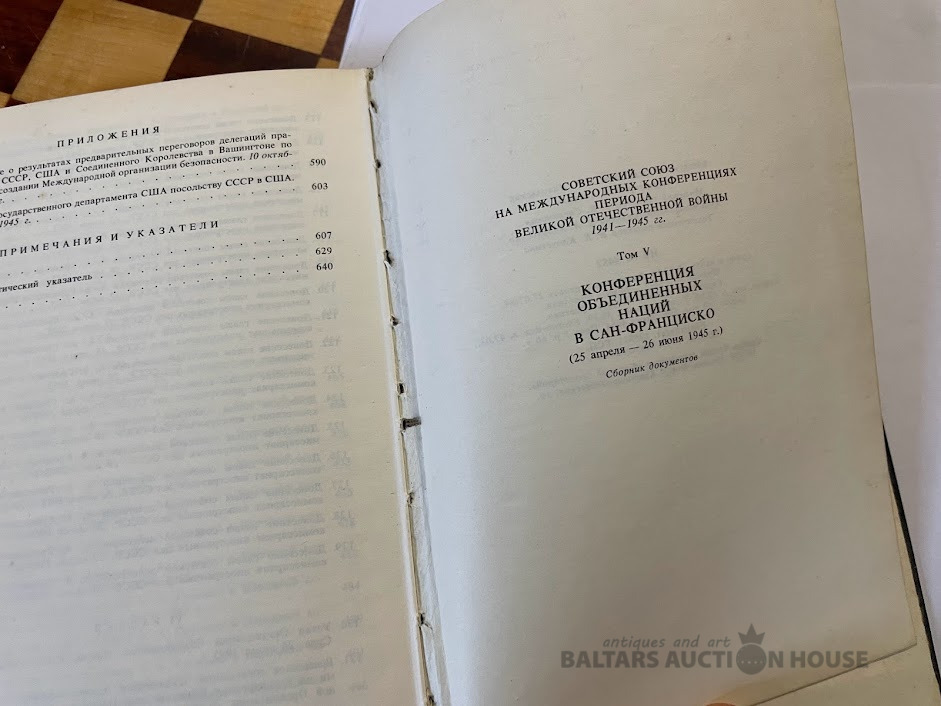 ПРИЛОЖЕНИЯ
е о результатах предварительных переговоров делегаций пра-
СССР, США и Соединенного Королевства в Вашингтоне по
создании Международной организации безопасности. 10 октяб-
г. . . . . . . . . . . . . . . . . . . . 590
осударственного департамента США посольству СССР в США.
1945 г. . . . . . . . . . . . . . . . . . . . 603
ПРИМЕЧАНИЯ И УКАЗАТЕЛИ
. . . . . . . . . . . . . . . . . . . . 607
тический указатель . . . . . . . . . . . . . . . 629
. . . . . . . . . . . . . . . . . . . . 640
СОВЕТСКИЙ СОЮЗ
НА МЕЖДУНАРОДНЫХ КОНФЕРЕНЦИЯХ
ПЕРИОДА
ВЕЛИКОЙ ОТЕЧЕСТВЕННОЙ ВОЙНЫ
1941—1945 гг.
Том V
КОНФЕРЕНЦИЯ
ОБЪЕДИНЕННЫХ
НАЦИЙ
В САН-ФРАНЦИСКО
(25 апреля — 26 июня 1945 г.)
Сборник документов
antiques and art
BALTARS AUCTION HOUSE